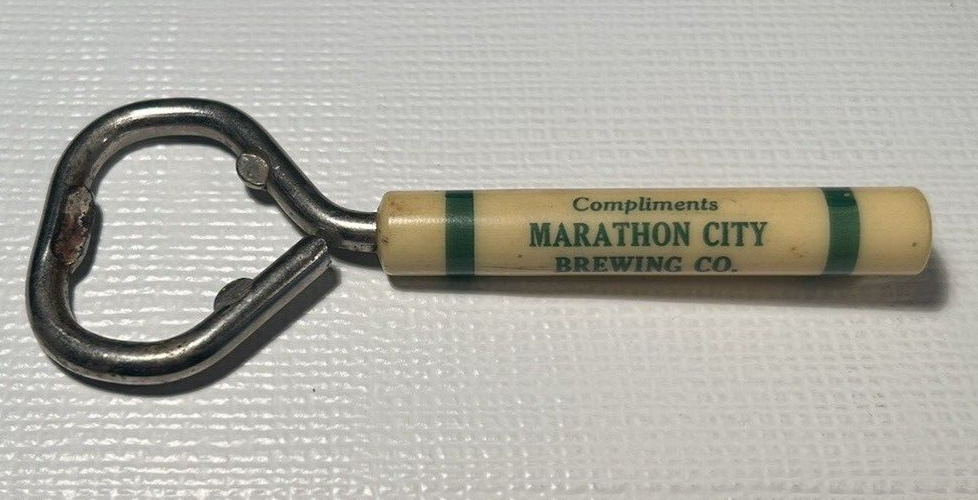 Compliments
MARATHON CITY
BREWING CO.